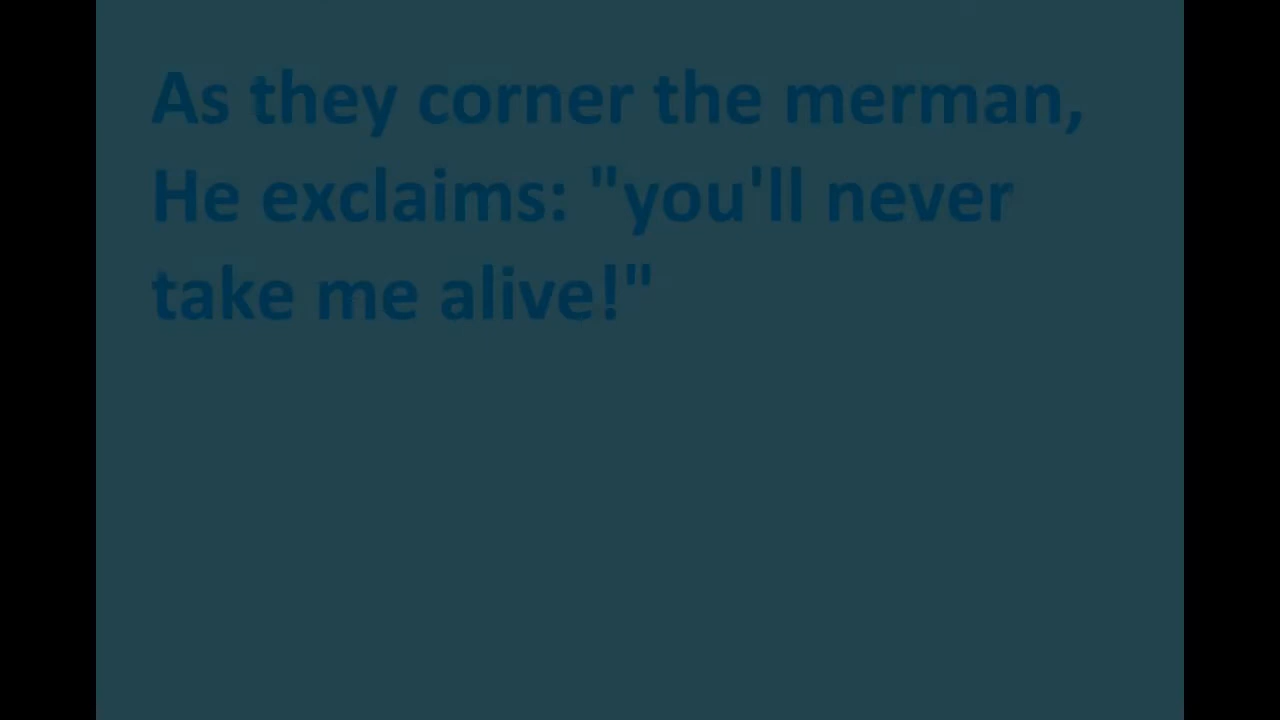 As they corner the merman,
He exclaims: "you'll never
take me alive!"